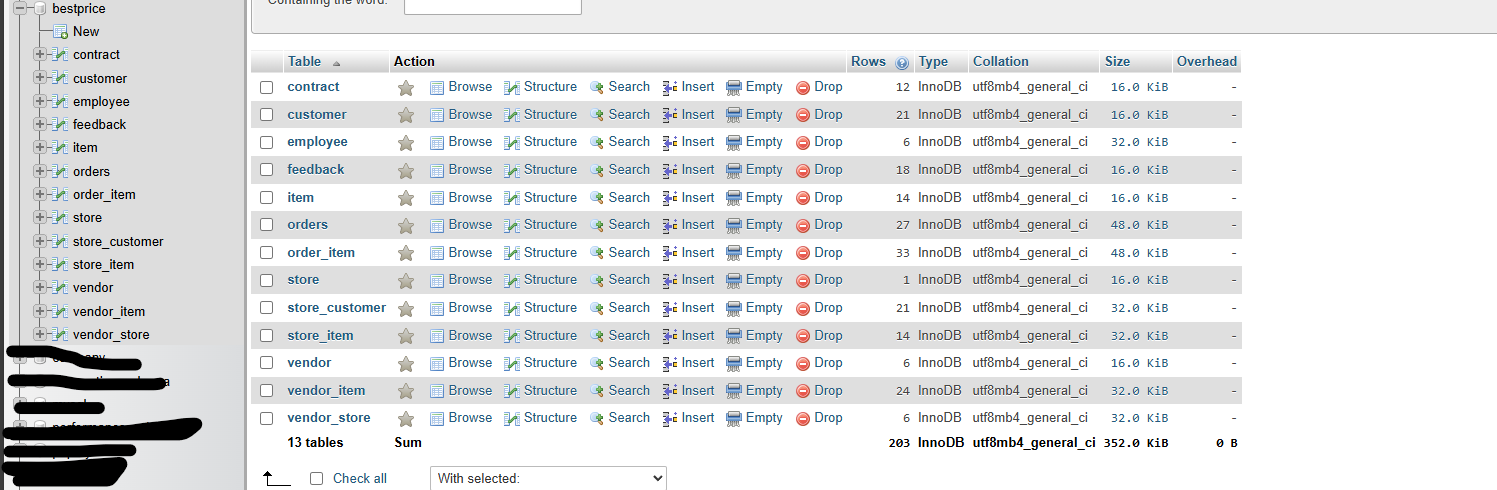 bestprice
New
contract
customer
employee
feedback
item
orders
order_item
store
store_customer
store_item
vendor
vendor_item
vendor_store
Containing the word:
Table Action Rows Type Collation Size Overhead
contract Browse Structure Search Insert Empty Drop 12 InnoDB utf8mb4_general_ci 16.0 KiB -
customer Browse Structure Search Insert Empty Drop 21 InnoDB utf8mb4_general_ci 16.0 KiB -
employee Browse Structure Search Insert Empty Drop 6 InnoDB utf8mb4_general_ci 32.0 KiB -
feedback Browse Structure Search Insert Empty Drop 18 InnoDB utf8mb4_general_ci 16.0 KiB -
item Browse Structure Search Insert Empty Drop 14 InnoDB utf8mb4_general_ci 16.0 KiB -
orders Browse Structure Search Insert Empty Drop 27 InnoDB utf8mb4_general_ci 48.0 KiB -
order_item Browse Structure Search Insert Empty Drop 33 InnoDB utf8mb4_general_ci 48.0 KiB -
store Browse Structure Search Insert Empty Drop 1 InnoDB utf8mb4_general_ci 16.0 KiB -
store_customer Browse Structure Search Insert Empty Drop 21 InnoDB utf8mb4_general_ci 32.0 KiB -
store_item Browse Structure Search Insert Empty Drop 14 InnoDB utf8mb4_general_ci 32.0 KiB -
vendor Browse Structure Search Insert Empty Drop 6 InnoDB utf8mb4_general_ci 16.0 KiB -
vendor_item Browse Structure Search Insert Empty Drop 24 InnoDB utf8mb4_general_ci 32.0 KiB -
vendor_store Browse Structure Search Insert Empty Drop 6 InnoDB utf8mb4_general_ci 32.0 KiB -
13 tables Sum 203 InnoDB utf8mb4_general_ci 352.0 KiB 0 B
Check all With selected: